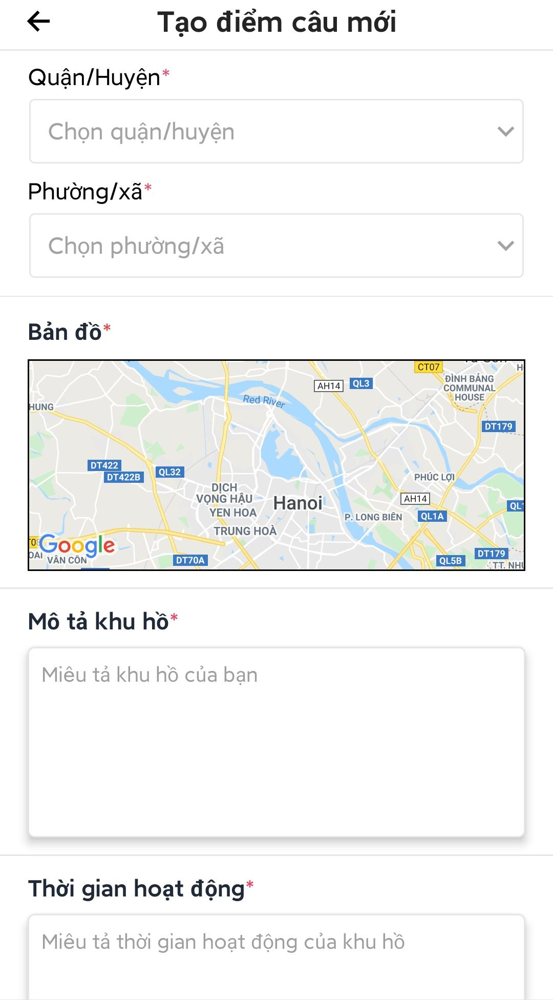 Tạo điểm câu mới
Quận/Huyện*
Chọn quận/huyện
Phường/xã*
Chọn phường/xã
Bản đồ*
CT07
AH14
QL3
ĐÌNH BẢNG
COMMUNAL
HOUSE
Red River
HUNG
DT179
DT422
DT422B
QL32
PHÚC LỢI
DỊCH
VỌNG HẬU
Hanoi
AH14
YEN HOA
P. LONG BIÊN
QL1A
TRUNG HOÀ
Google
OAI
VÂN CÔN
DT70A
DT179
QL5B
TT. NHU
Mô tả khu hồ*
Miêu tả khu hồ của bạn
Thời gian hoạt động*
Miêu tả thời gian hoạt động của khu hồ